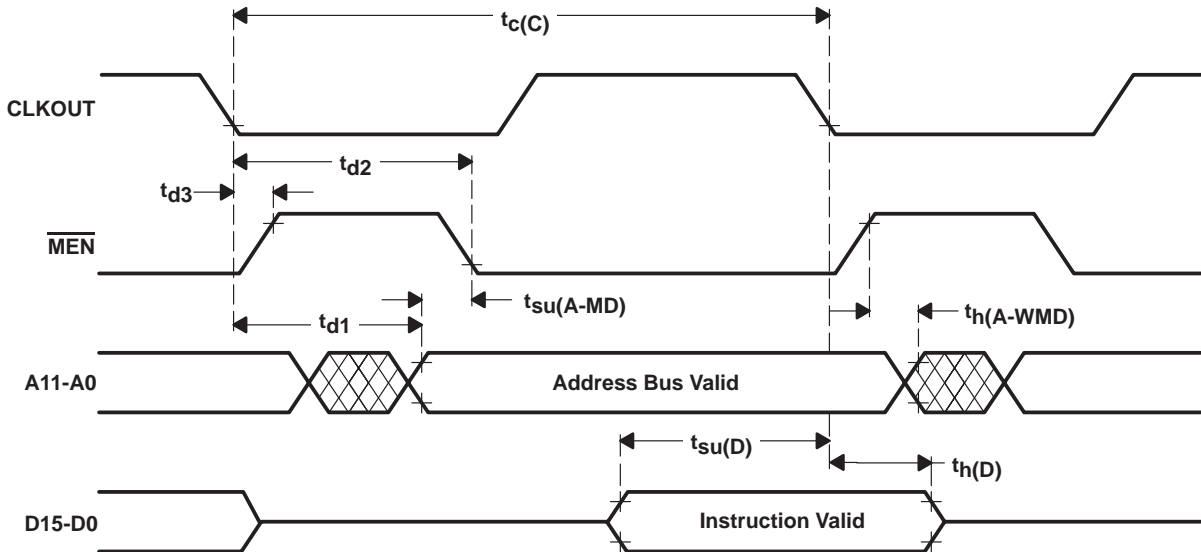 tc(C)
CLKOUT
td2
td3
MEN
tsu(A-MD)
td1
th(A-WMD)
A11-A0
Address Bus Valid
tsu(D)
th(D)
D15-D0
Instruction Valid